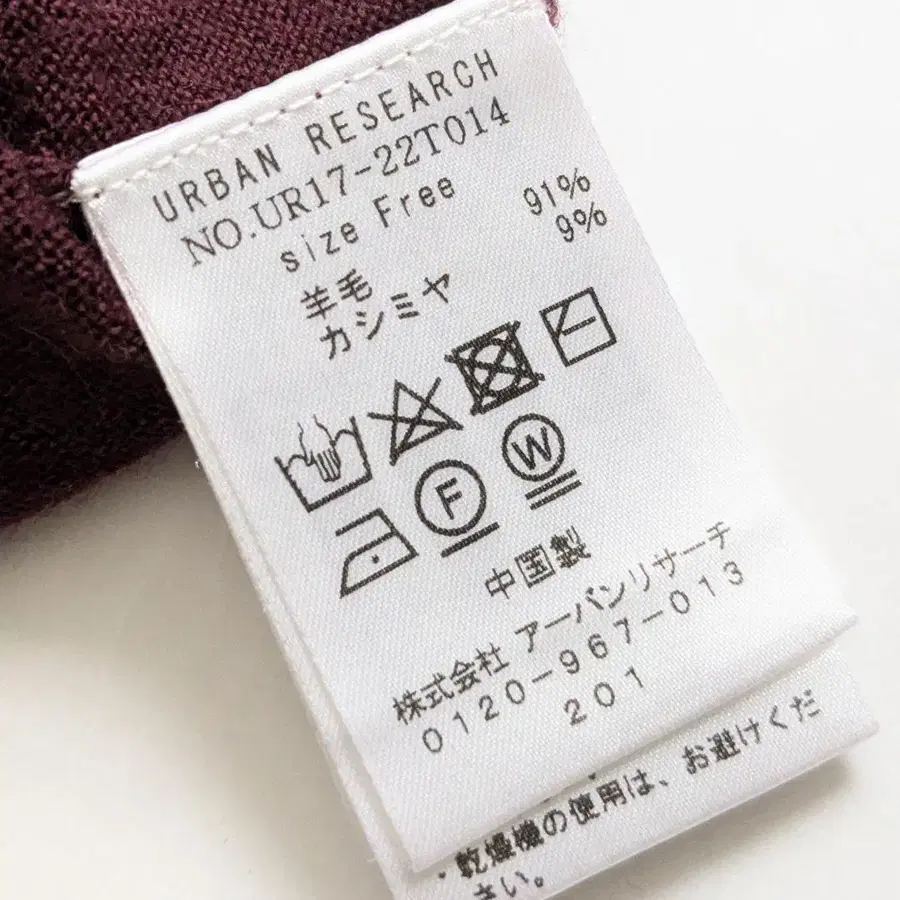 URBAN RESEARCH
NO.UR17-22T014
size Free
羊毛 91%
カシミヤ 9%
F W
中国製
株式会社 アーバンリサーチ
0120-967-013
201
・乾燥機の使用は、お避けくだ
さい。